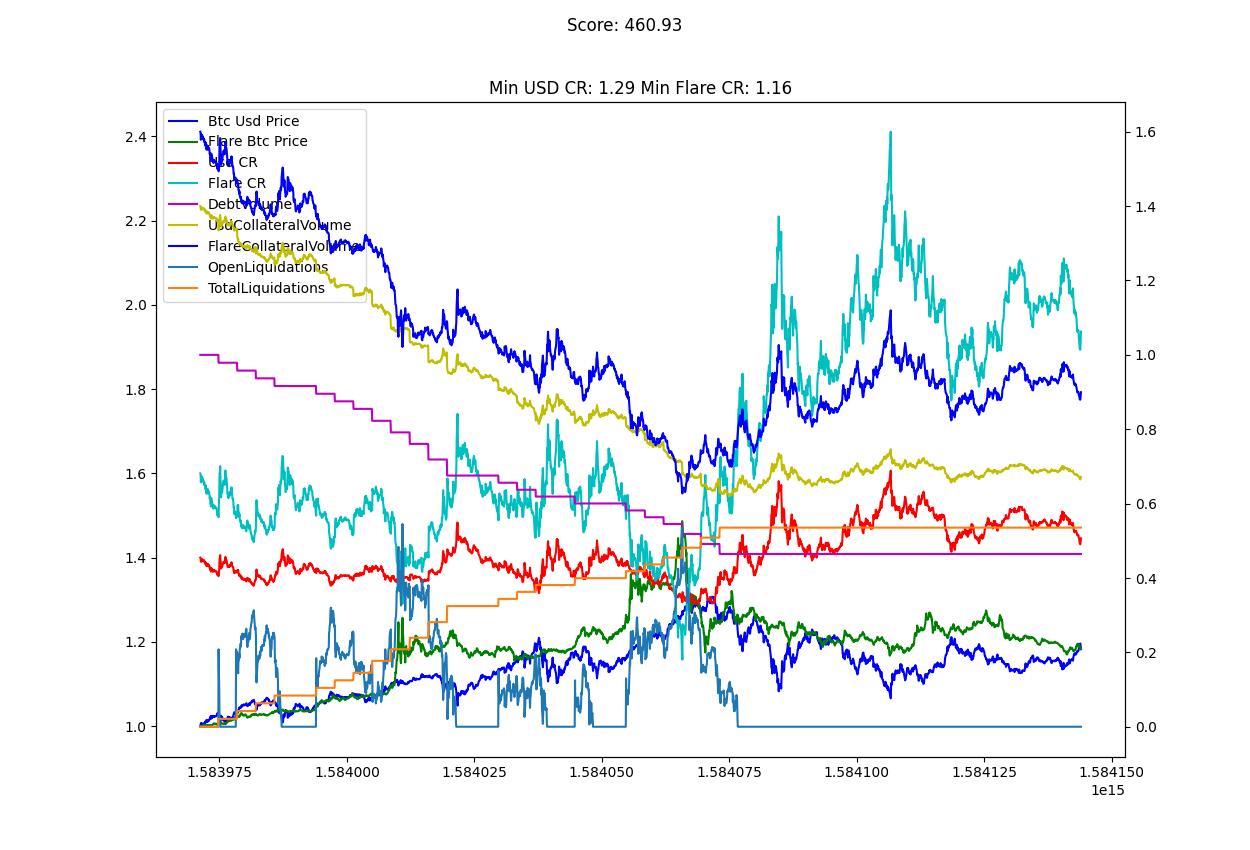 Score: 460.93
Min USD CR: 1.29 Min Flare CR: 1.16
Btc Usd Price
Flare Btc Price
Usd CR
Flare CR
DebtVolume
UsdCollateralVolume
FlareCollateralVolume
OpenLiquidations
TotalLiquidations
2.4
2.2
2.0
1.8
1.6
1.4
1.2
1.0
1.6
1.4
1.2
1.0
0.8
0.6
0.4
0.2
0.0
1.583975 1.584000 1.584025 1.584050 1.584075 1.584100 1.584125 1.584150
1e15